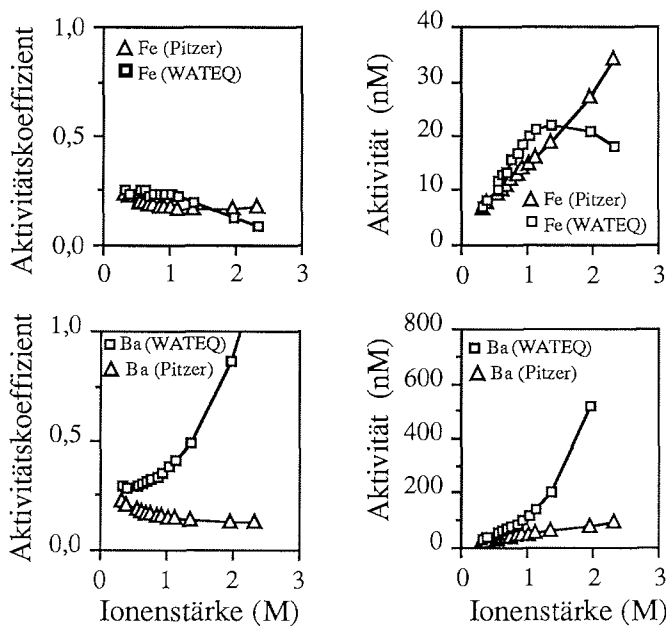 Aktivitätskoeffizient
1,0
0,5
0,0
Fe (Pitzer)
Fe (WATEQ)
0 1 2 3
Aktivität (nM)
40
30
20
10
0
Fe (Pitzer)
Fe (WATEQ)
0 1 2 3
Aktivitätskoeffizient
1,0
0,5
0,0
Ba (WATEQ)
Ba (Pitzer)
0 1 2 3
Ionenstärke (M)
Aktivität (nM)
800
600
400
200
0
Ba (WATEQ)
Ba (Pitzer)
0 1 2 3
Ionenstärke (M)